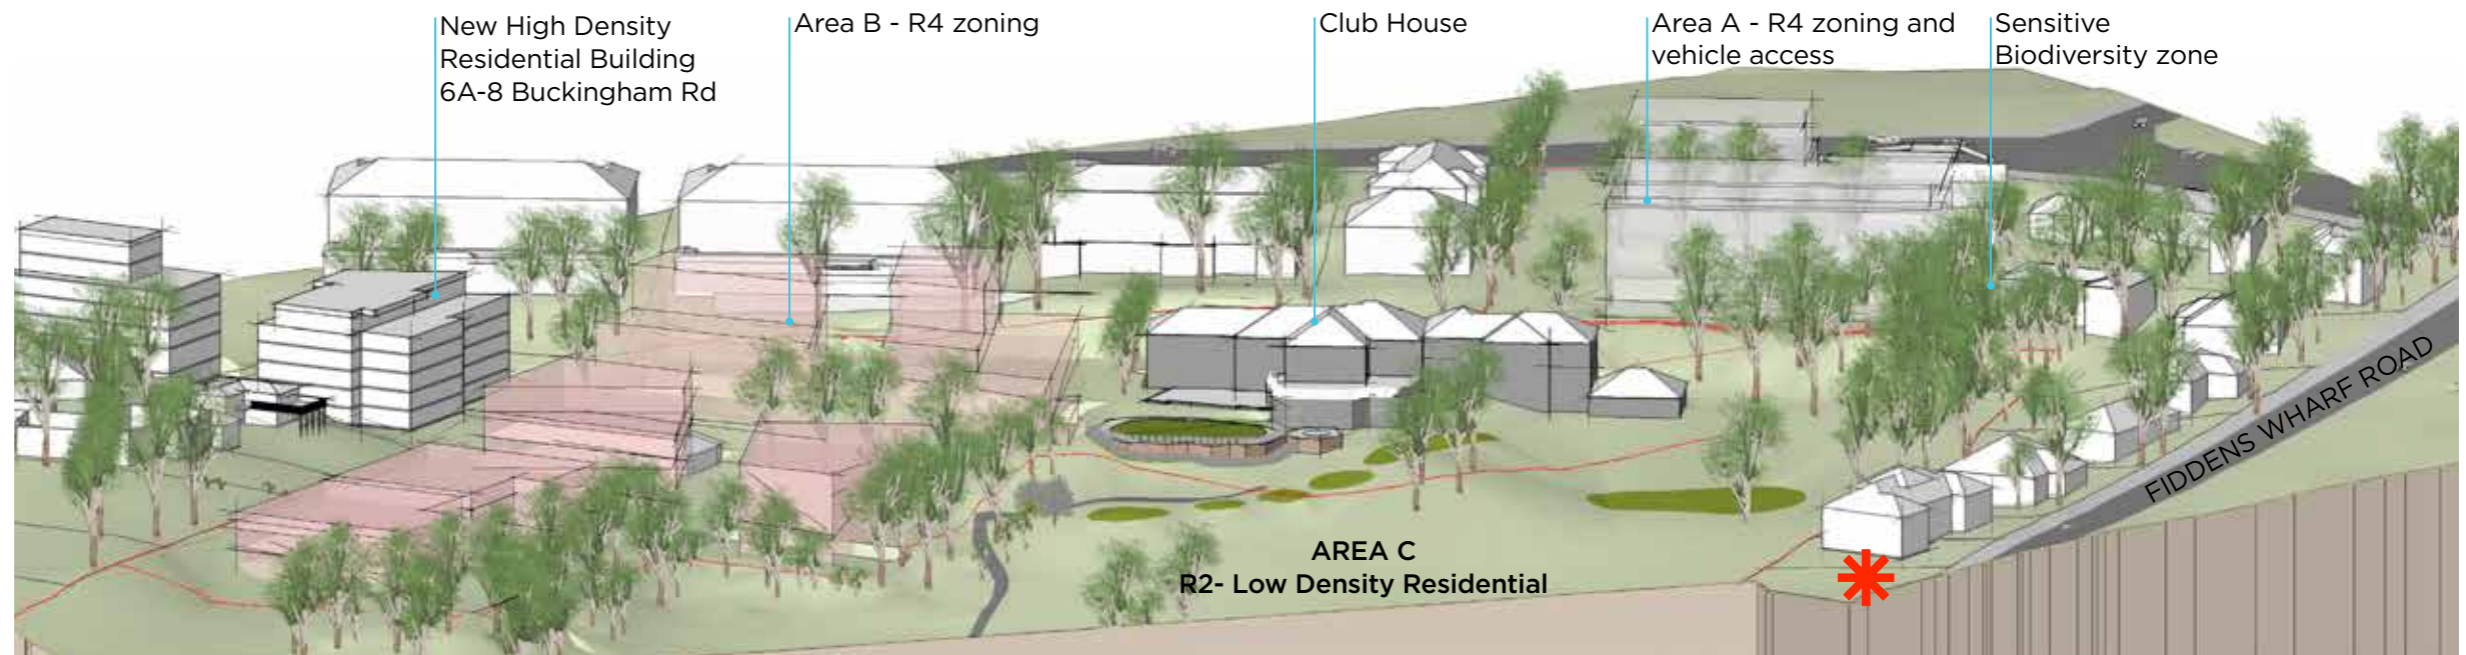 New High Density
Residential Building
6A-8 Buckingham Rd
Area B - R4 zoning
Club House
Area A - R4 zoning and
vehicle access
Sensitive
Biodiversity zone
FIDDENS WHARF ROAD
AREA C
R2- Low Density Residential